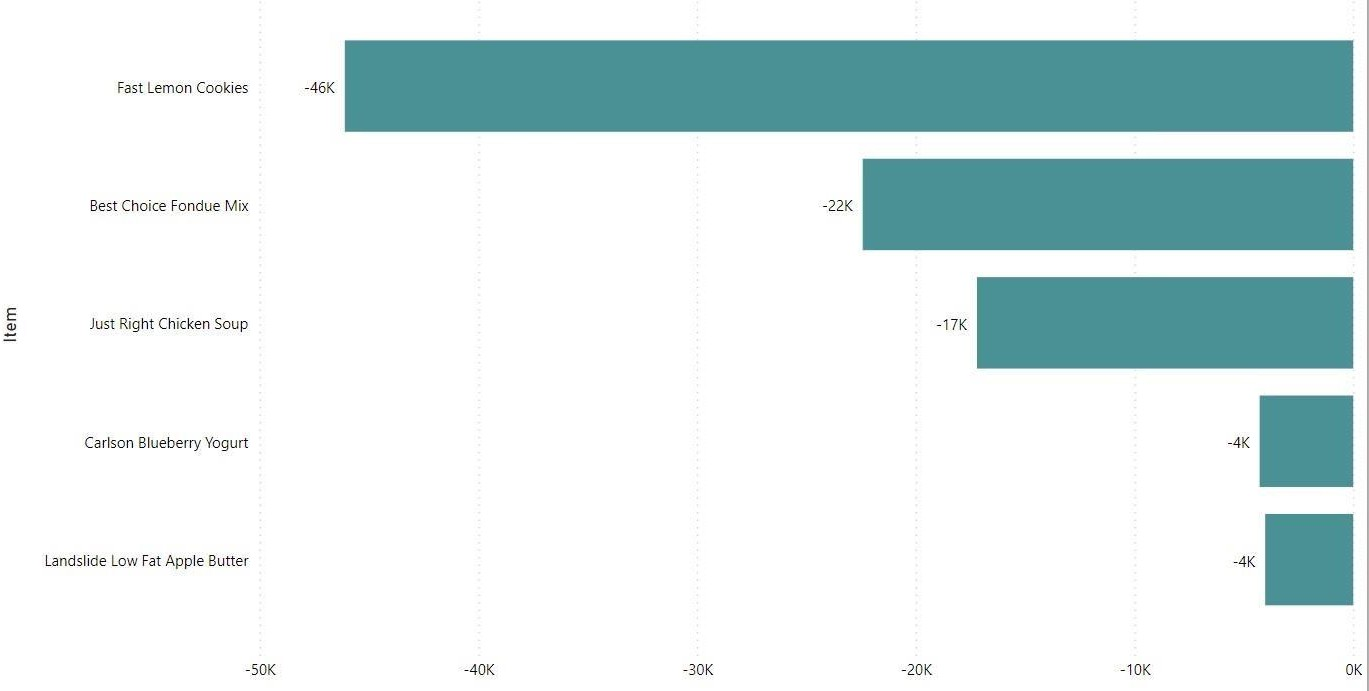 Item
Fast Lemon Cookies -46K
Best Choice Fondue Mix -22K
Just Right Chicken Soup -17K
Carlson Blueberry Yogurt -4K
Landslide Low Fat Apple Butter -4K
-50K -40K -30K -20K -10K 0K